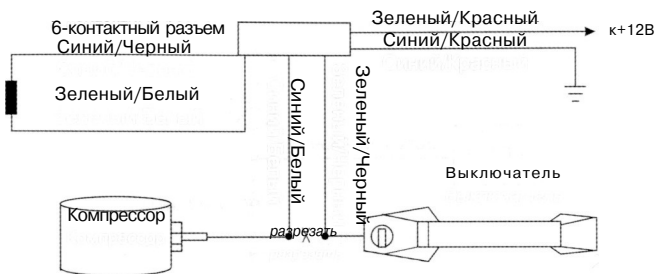 Зеленый/Красный
6-контактный разъем
Синий/Красный
к+12В
Синий/Черный
Зеленый/Белый
Синий/Белый
Зеленый/Черный
Выключатель
Компрессор
разрезать